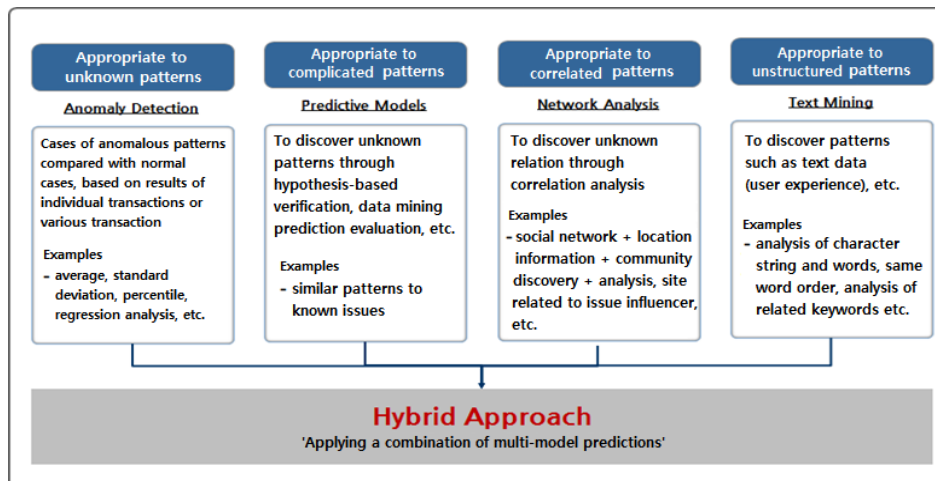 Appropriate to
unknown patterns
Anomaly Detection
Cases of anomalous patterns
compared with normal
cases, based on results of
individual transactions or
various transaction
Examples
- average, standard
deviation, percentile,
regression analysis, etc.
Appropriate to
complicated patterns
Predictive Models
To discover unknown
patterns through
hypothesis-based
verification, data mining
prediction evaluation, etc.
Examples
- similar patterns to
known issues
Appropriate to
correlated patterns
Network Analysis
To discover unknown
relation through
correlation analysis
Examples
- social network + location
information + community
discovery + analysis, site
related to issue influencer,
etc.
Appropriate to
unstructured patterns
Text Mining
To discover patterns
such as text data
(user experience), etc.
Examples
- analysis of character
string and words, same
word order, analysis of
related keywords etc.
Hybrid Approach
'Applying a combination of multi-model predictions'